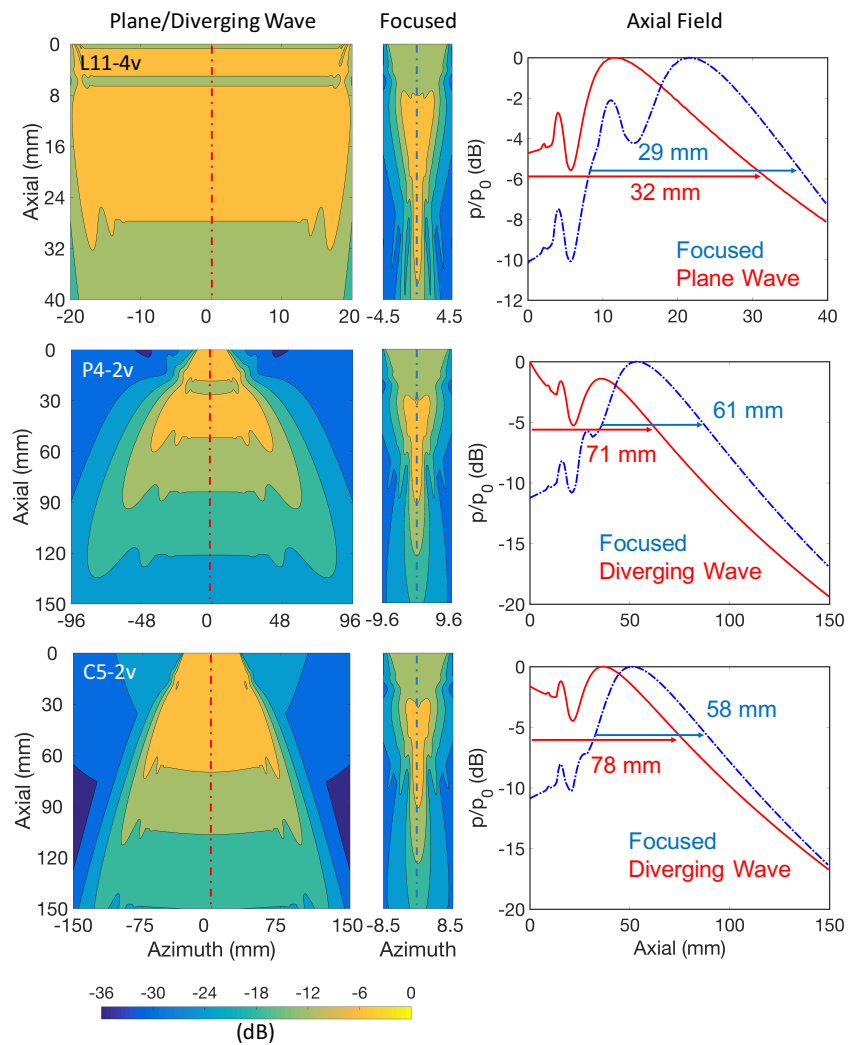 Plane/Diverging Wave
Focused
Axial Field
L11-4v
0
8
16
24
32
40
Axial (mm)
-20
-10
0
10
20
-4.5
4.5
0
-2
-4
-6
-8
-10
-12
p/p0 (dB)
29 mm
32 mm
Focused
Plane Wave
0
10
20
30
40
P4-2v
0
30
60
90
120
150
Axial (mm)
-96
-48
0
48
96
-9.6
9.6
0
-5
-10
-15
-20
p/p0 (dB)
61 mm
71 mm
Focused
Diverging Wave
0
50
100
150
C5-2v
0
30
60
90
120
150
Axial (mm)
-150
-75
0
75
150
Azimuth (mm)
-8.5
8.5
Azimuth
0
-5
-10
-15
-20
p/p0 (dB)
58 mm
78 mm
Focused
Diverging Wave
0
50
100
150
Axial (mm)
-36
-30
-24
-18
-12
-6
0
(dB)